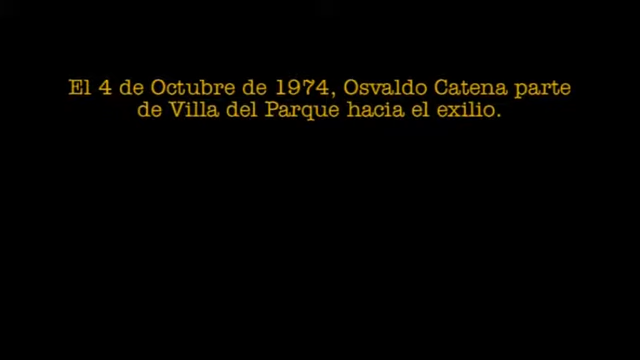 El 4 de Octubre de 1974, Osvaldo Catena parte
de Villa del Parque hacia el exilio.